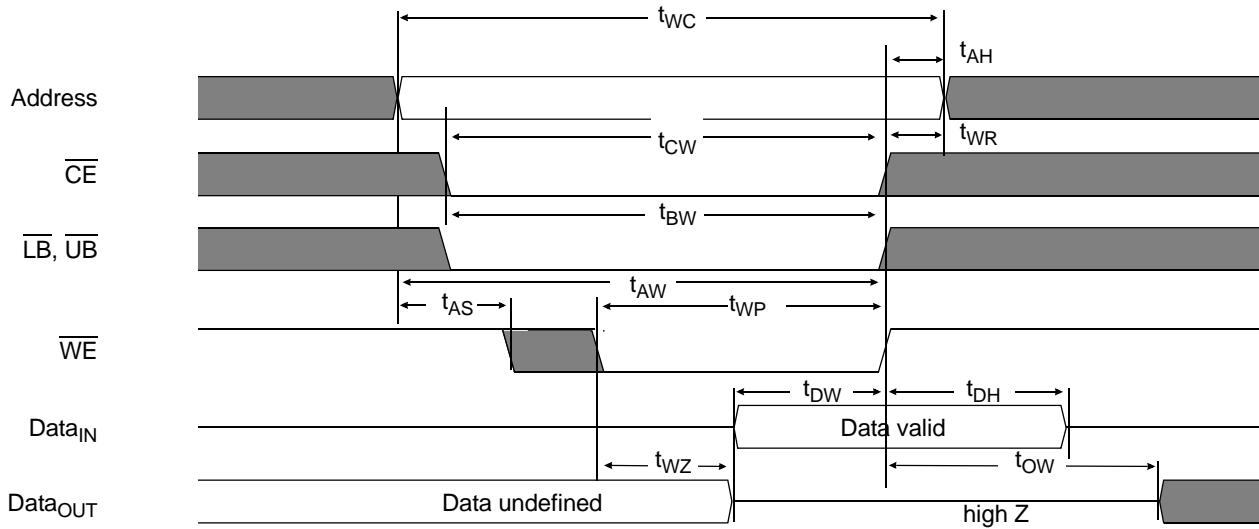 tWC
tAH
Address
tCW
tWR
CE
tBW
LB, UB
tAW
tAS
tWP
WE
tDW
tDH
DataIN
Data valid
tWZ
tOW
DataOUT
Data undefined
high Z